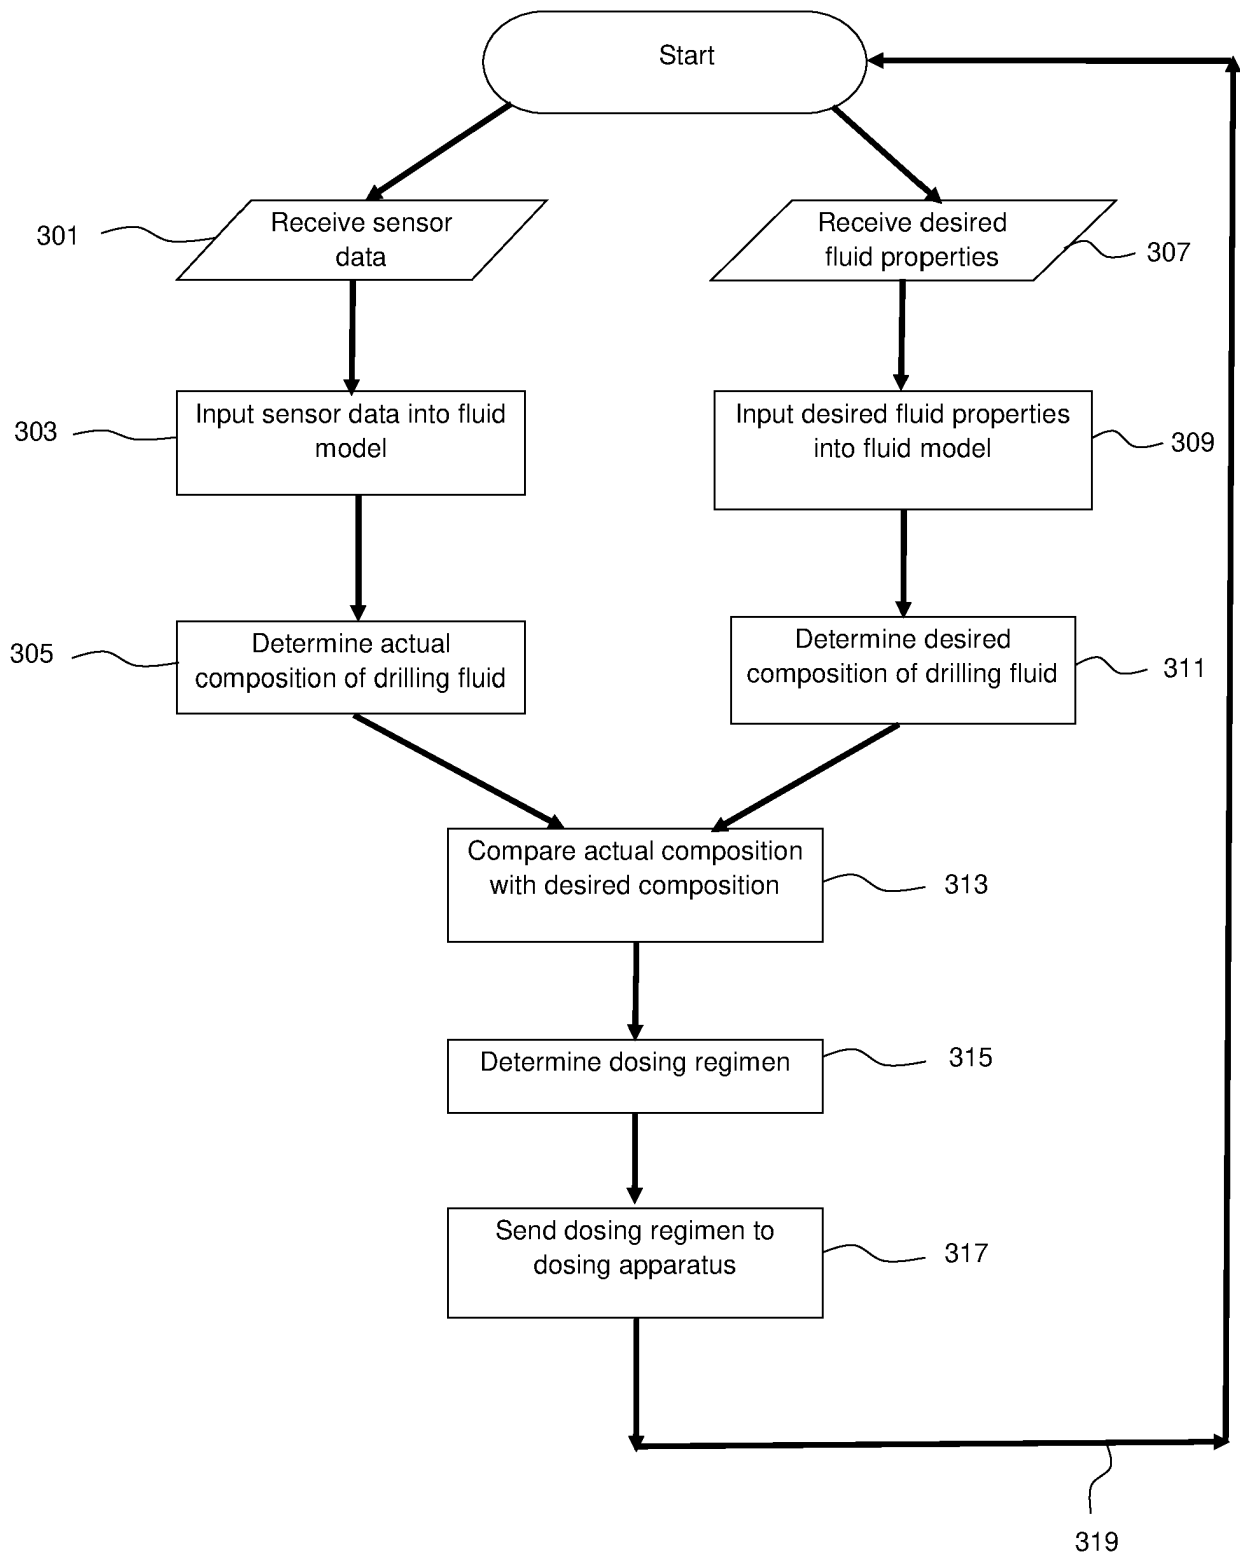 Start
301
Receive sensor
data
Receive desired
fluid properties
307
303
Input sensor data into fluid
model
Input desired fluid properties
into fluid model
309
305
Determine actual
composition of drilling fluid
Determine desired
composition of drilling fluid
311
Compare actual composition
with desired composition
313
Determine dosing regimen
315
Send dosing regimen to
dosing apparatus
317
319